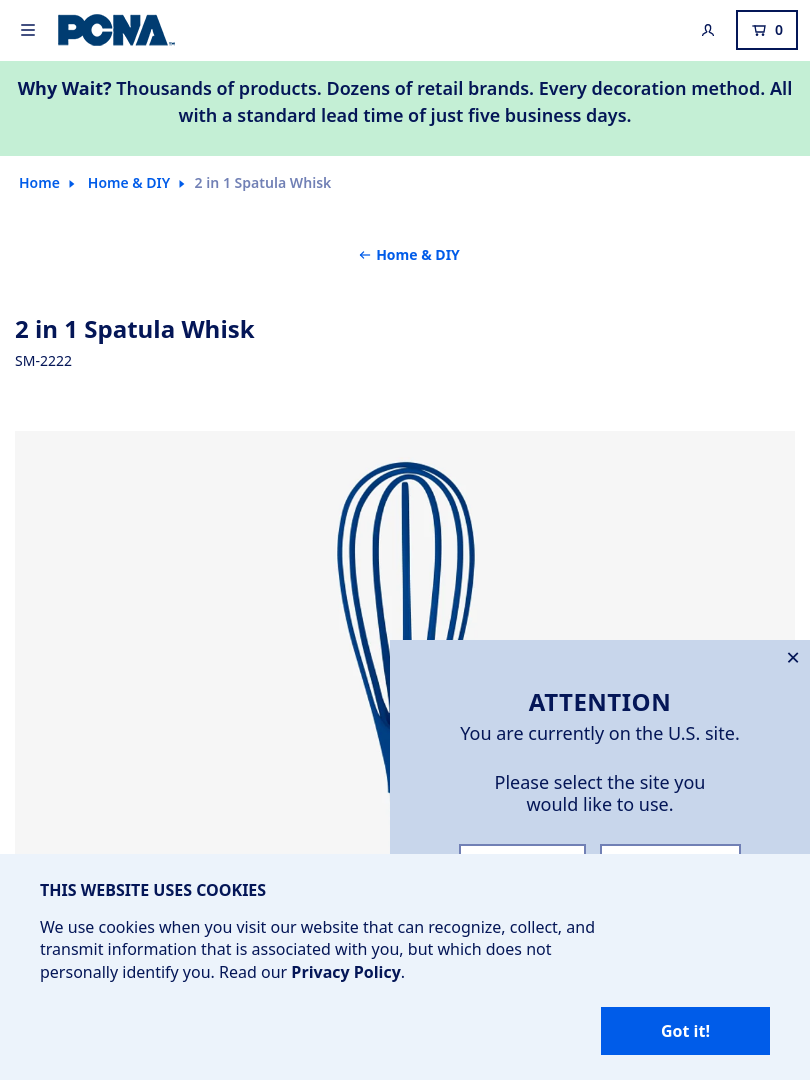 PCNA™
0
Why Wait? Thousands of products. Dozens of retail brands. Every decoration method. All
with a standard lead time of just five business days.
Home
Home & DIY
2 in 1 Spatula Whisk
Home & DIY
2 in 1 Spatula Whisk
SM-2222
ATTENTION
You are currently on the U.S. site.
Please select the site you
would like to use.
THIS WEBSITE USES COOKIES
We use cookies when you visit our website that can recognize, collect, and
transmit information that is associated with you, but which does not
personally identify you. Read our Privacy Policy.
Got it!